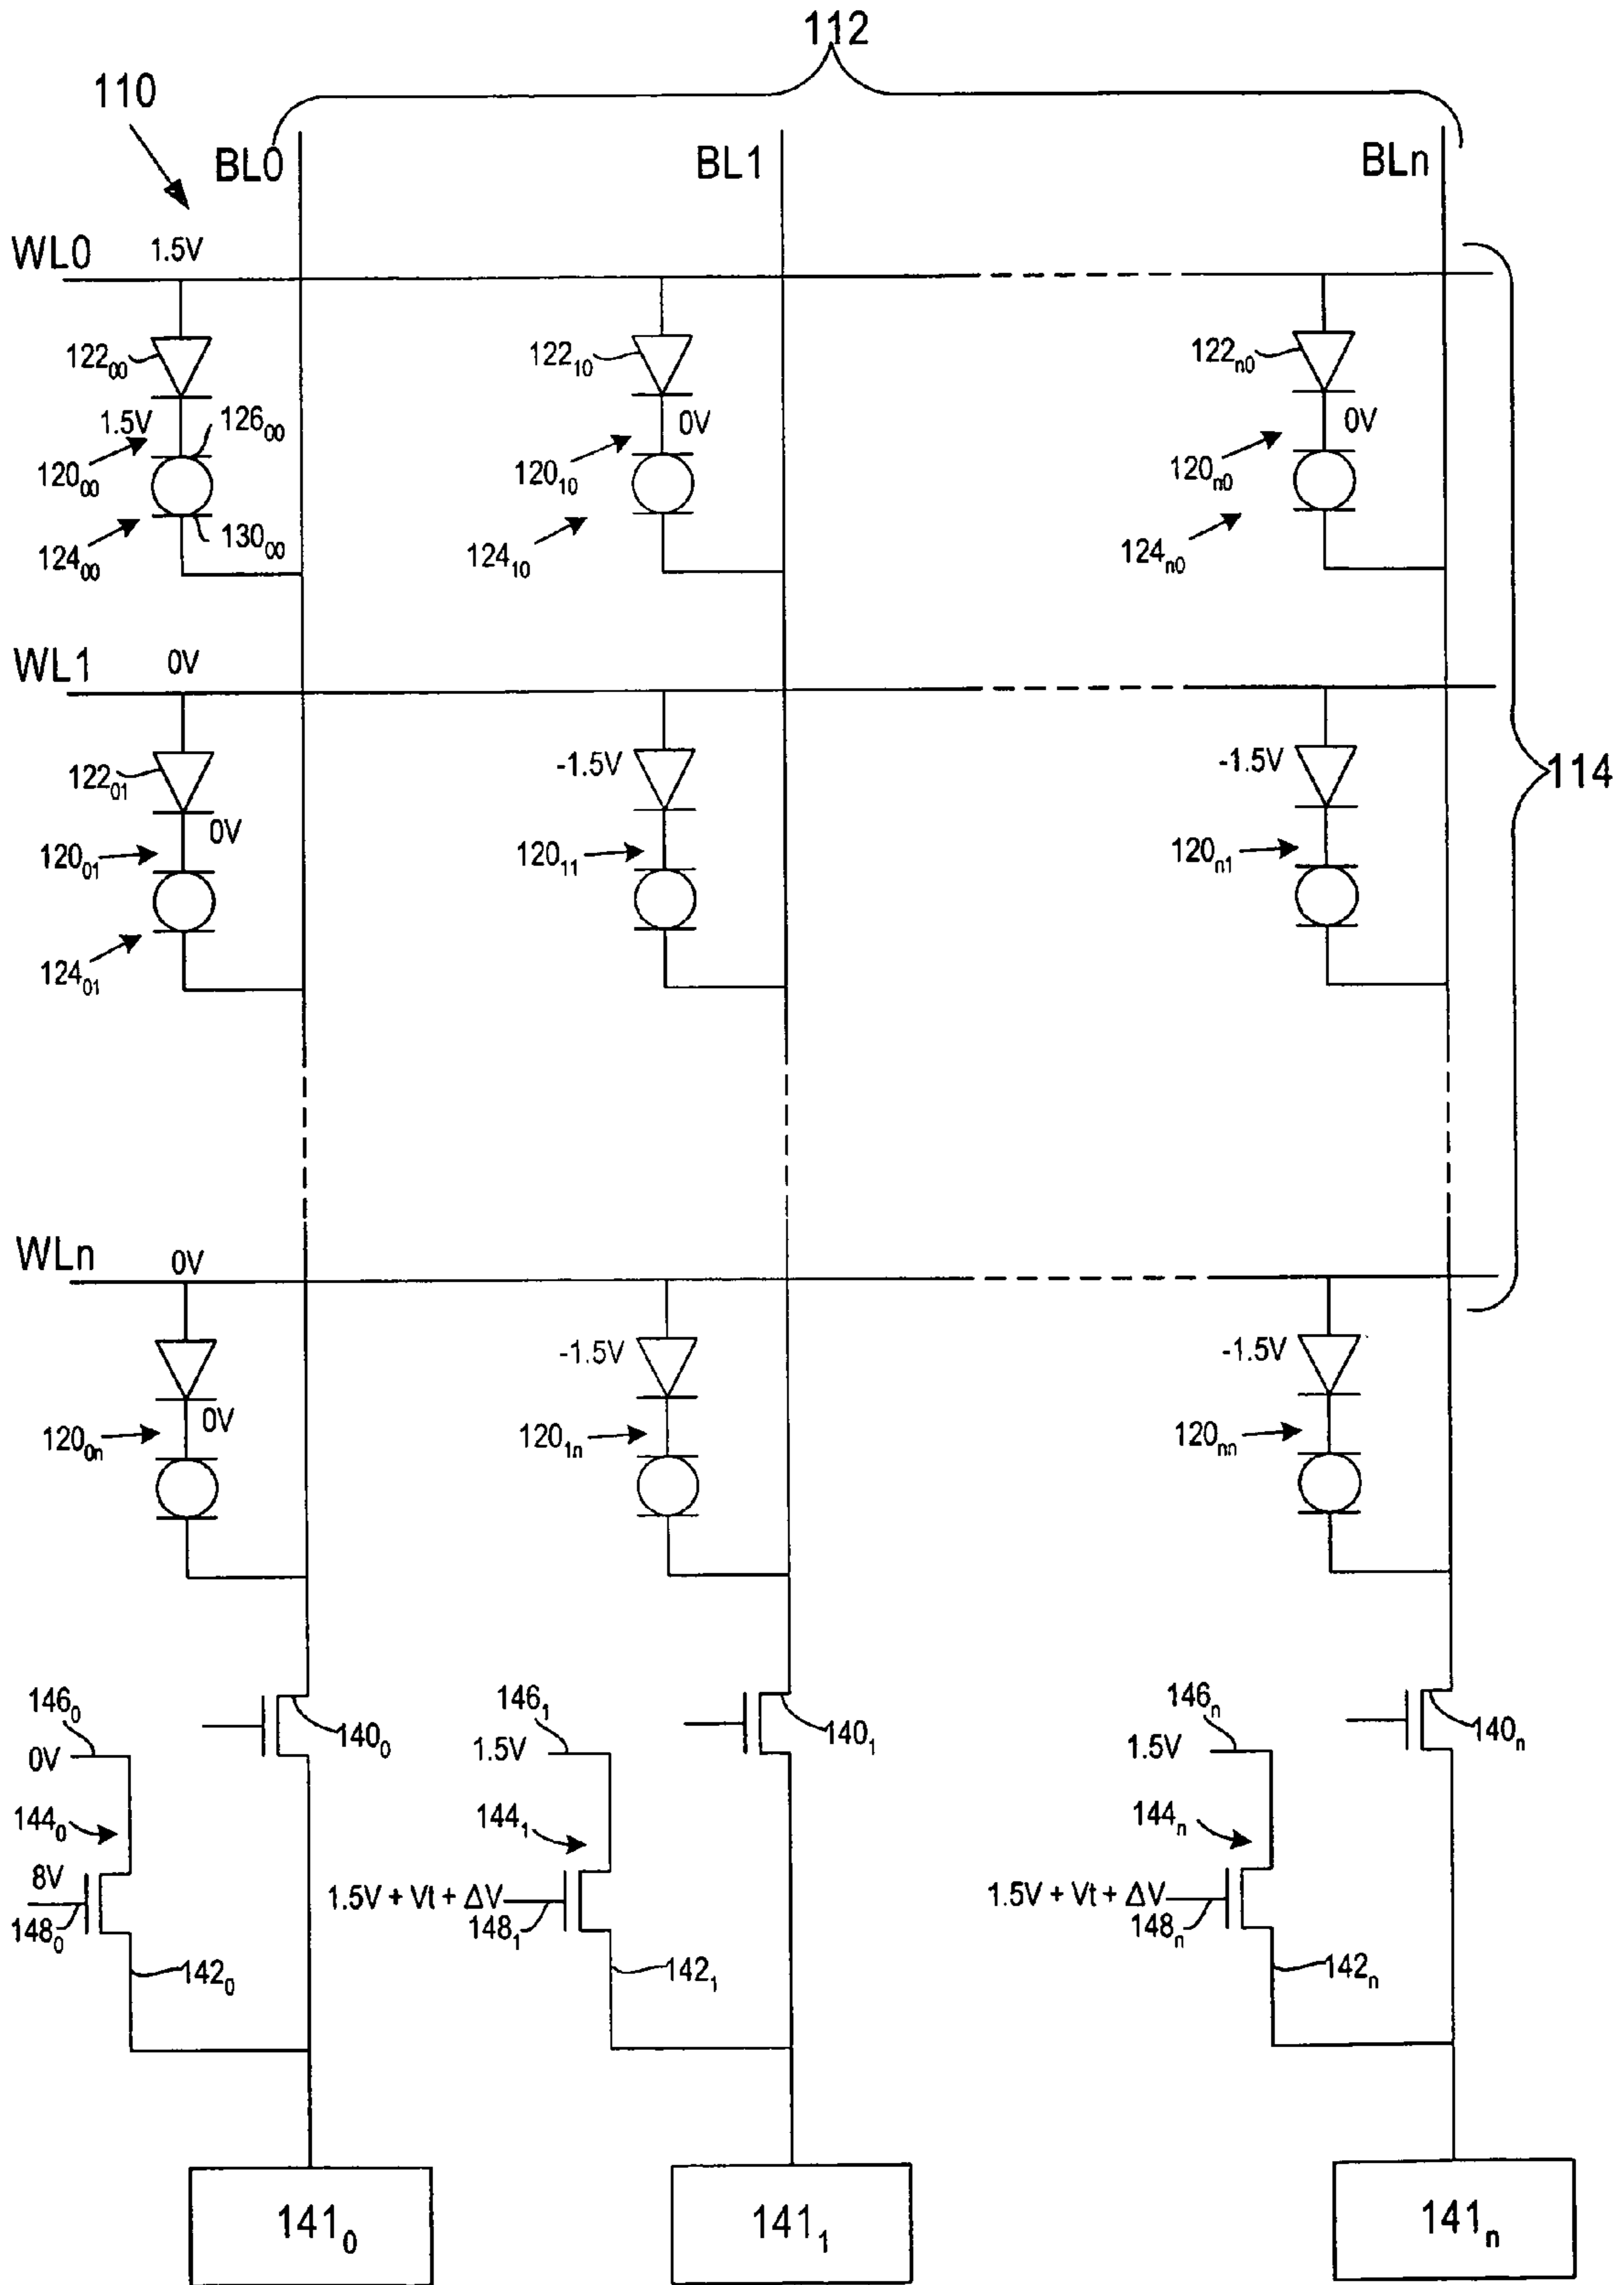 112
110
BL0 BL1 BLn
WL0 1.5V
122₀₀ 122₁₀ 122ₙ₀
1.5V 126₀₀ 0V 0V
120₀₀ 120₁₀ 120ₙ₀
124₀₀ 130₀₀ 124₁₀ 124ₙ₀
WL1 0V
122₀₁ -1.5V -1.5V 114
0V
120₀₁ 120₁₁ 120ₙ₁
124₀₁
WLn 0V
-1.5V -1.5V
0V
120₀ₙ 120₁ₙ 120ₙₙ
146₀ 146₁ 146ₙ
140₀ 140₁ 140ₙ
0V 1.5V 1.5V
144₀ 144₁ 144ₙ
8V 1.5V + Vt + ΔV 1.5V + Vt + ΔV
148₀ 148₁ 148ₙ
142₀ 142₁ 142ₙ
141₀ 141₁ 141ₙ